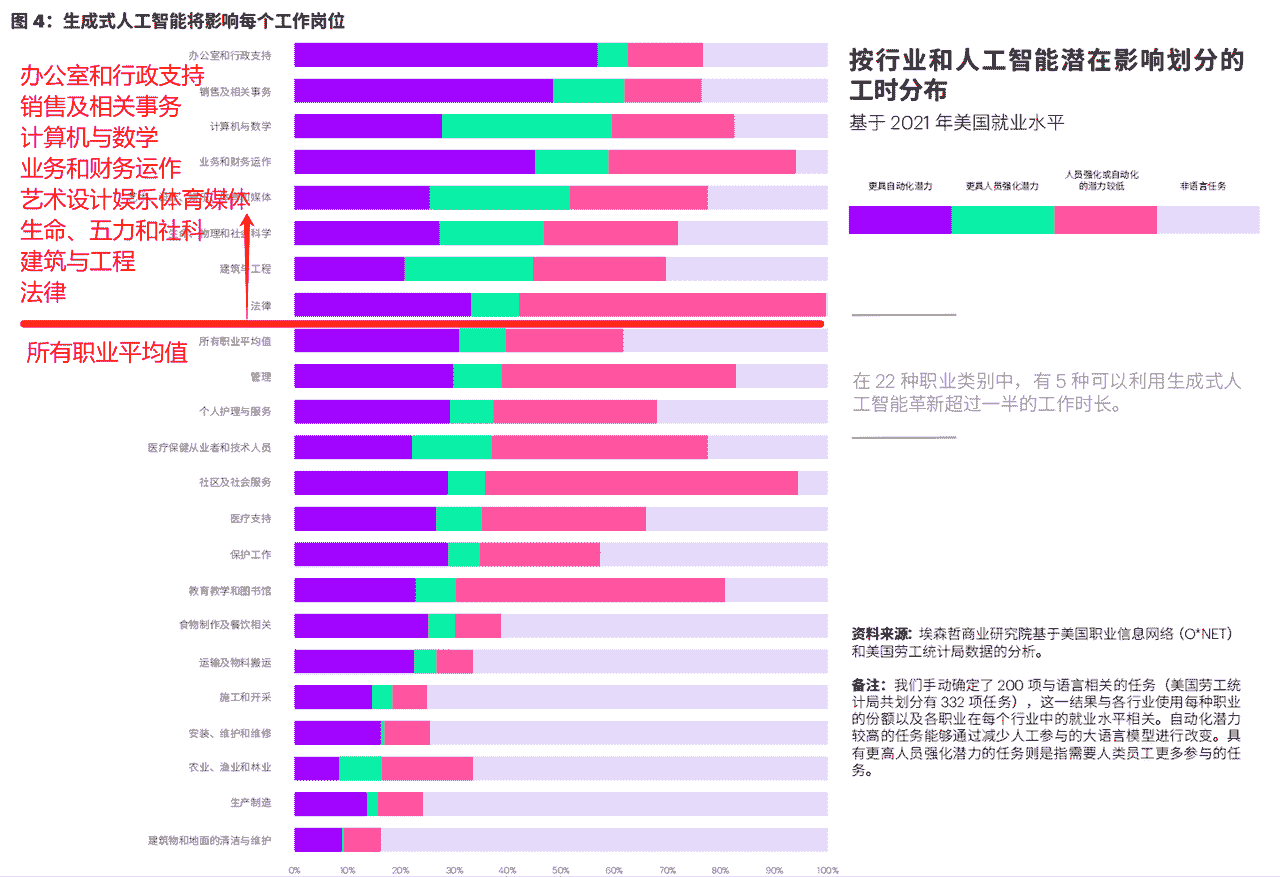 图 4：生成式人工智能将影响每个工作岗位
办公室和行政支持
销售及相关事务
计算机与数学
业务和财务运作
艺术设计娱乐体育媒体
生命、五力和社科
建筑与工程
法律
所有职业平均值
办公室和行政支持
销售及相关事务
计算机与数学
业务和财务运作
媒体
生命、物理和社会科学
建筑与工程
法律
所有职业平均值
管理
个人护理与服务
医疗保健从业者和技术人员
社区及社会服务
医疗支持
保护工作
教育教学和图书馆
食物制作及餐饮相关
运输及物料搬运
施工和开采
安装、维护和维修
农业、渔业和林业
生产制造
建筑物和地面的清洁与维护
0% 10% 20% 30% 40% 50% 60% 70% 80% 90% 100%
按行业和人工智能潜在影响划分的
工时分布
基于 2021 年美国就业水平
更具自动化潜力
更具人员强化潜力
人员强化或自动化
的潜力较低
非语言任务
在 22 种职业类别中，有 5 种可以利用生成式人
工智能革新超过一半的工作时长。
资料来源：埃森哲商业研究院基于美国职业信息网络（O*NET）
和美国劳工统计局数据的分析。
备注：我们手动确定了 200 项与语言相关的任务（美国劳工统
计局共划分有 332 项任务），这一结果与各行业使用每种职业
的份额以及各职业在每个行业中的就业水平相关。自动化潜力
较高的任务能够通过减少人工参与的大语言模型进行改变。具
有更高人员强化潜力的任务则是指需要人类员工更多参与的任
务。